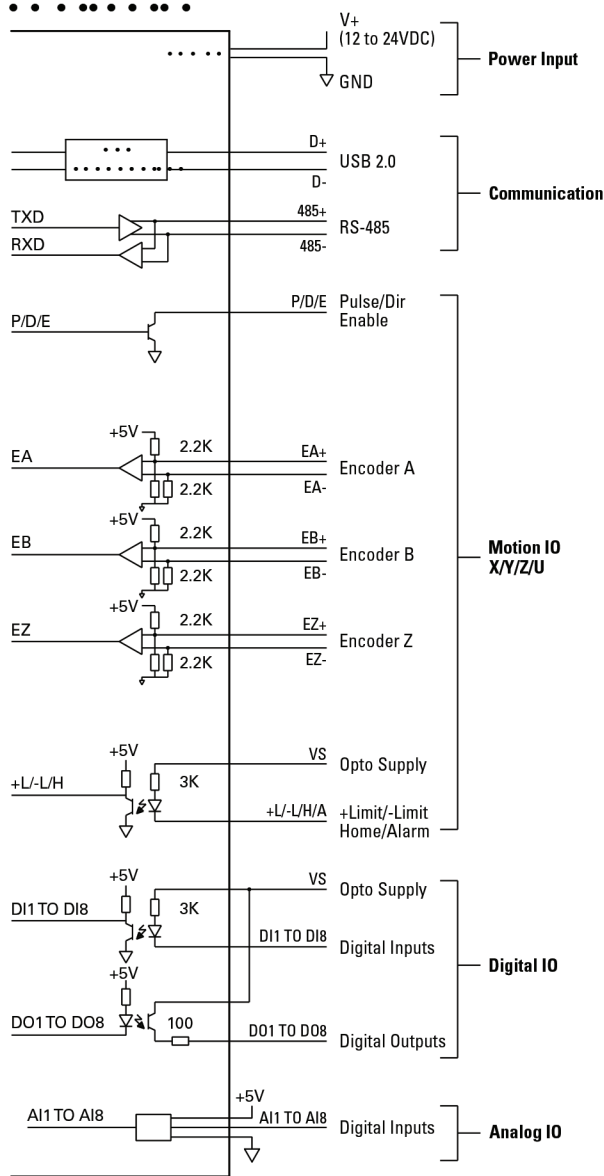 V+
(12 to 24VDC)
GND
Power Input
D+
USB 2.0
D-
Communication
TXD
485+
RS-485
RXD
485-
P/D/E
P/D/E
Pulse/Dir
Enable
+5V
2.2K
EA
EA+
Encoder A
EA-
2.2K
+5V
2.2K
EB
EB+
Encoder B
EB-
2.2K
Motion IO
X/Y/Z/U
+5V
2.2K
EZ
EZ+
Encoder Z
EZ-
2.2K
+5V
VS
Opto Supply
+L/-L/H
3K
+L/-L/H/A
+Limit/-Limit
Home/Alarm
+5V
VS
Opto Supply
DI1 TO DI8
3K
DI1 TO DI8
Digital Inputs
Digital IO
+5V
DO1 TO DO8
100
DO1 TO DO8
Digital Outputs
+5V
AI1 TO AI8
AI1 TO AI8
Digital Inputs
Analog IO